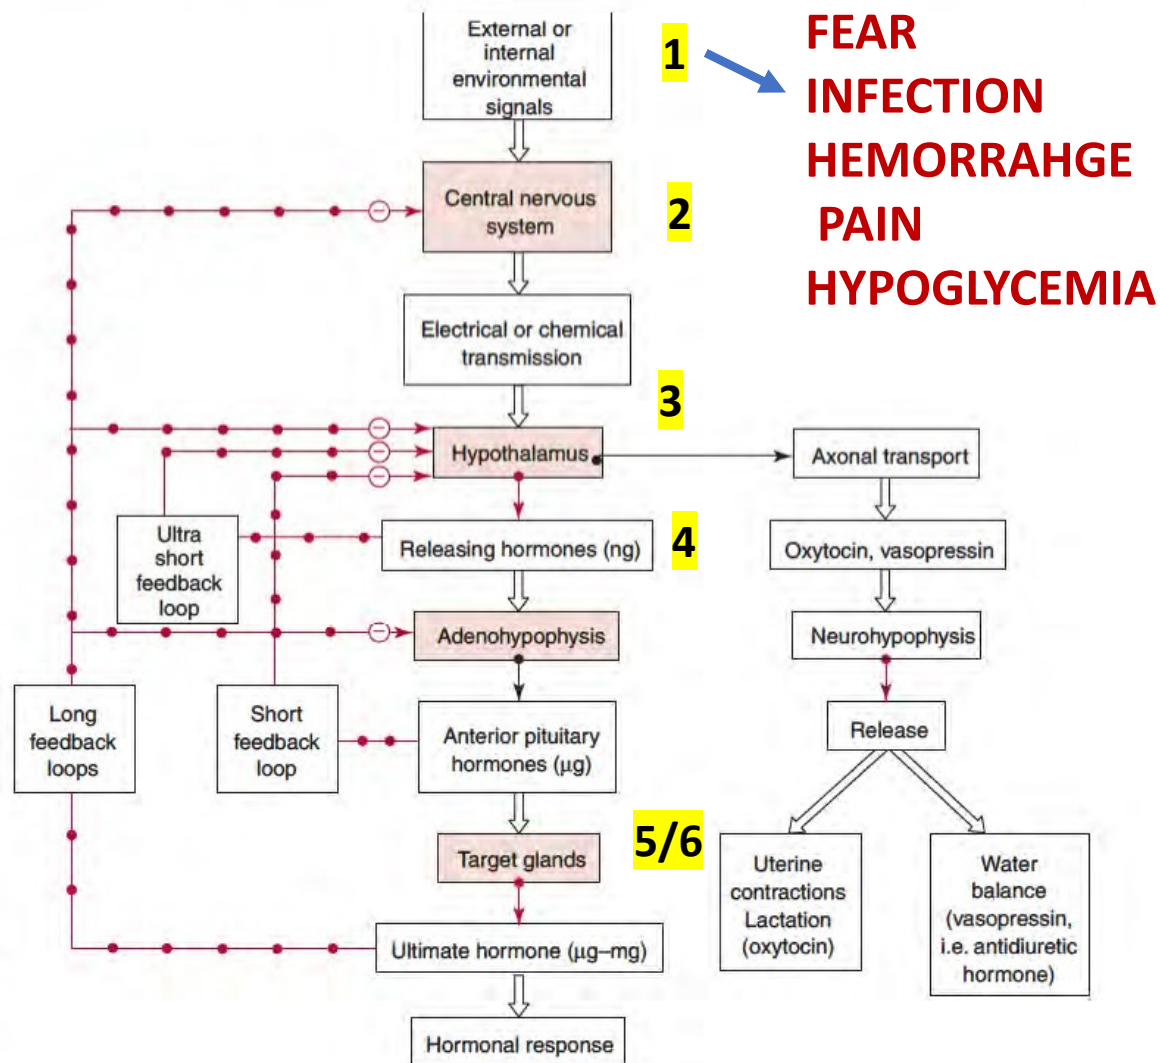 External or
internal
environmental
signals
1
FEAR
INFECTION
HEMORRAHGE
PAIN
HYPOGLYCEMIA
Central nervous
system
2
Electrical or chemical
transmission
3
Hypothalamus
Axonal transport
Ultra
short
feedback
loop
Releasing hormones (ng)
4
Oxytocin, vasopressin
Adenohypophysis
Neurohypophysis
Long
feedback
loops
Short
feedback
loop
Anterior pituitary
hormones (μg)
Release
Target glands
5/6
Uterine
contractions
Lactation
(oxytocin)
Water
balance
(vasopressin,
i.e. antidiuretic
hormone)
Ultimate hormone (μg–mg)
Hormonal response